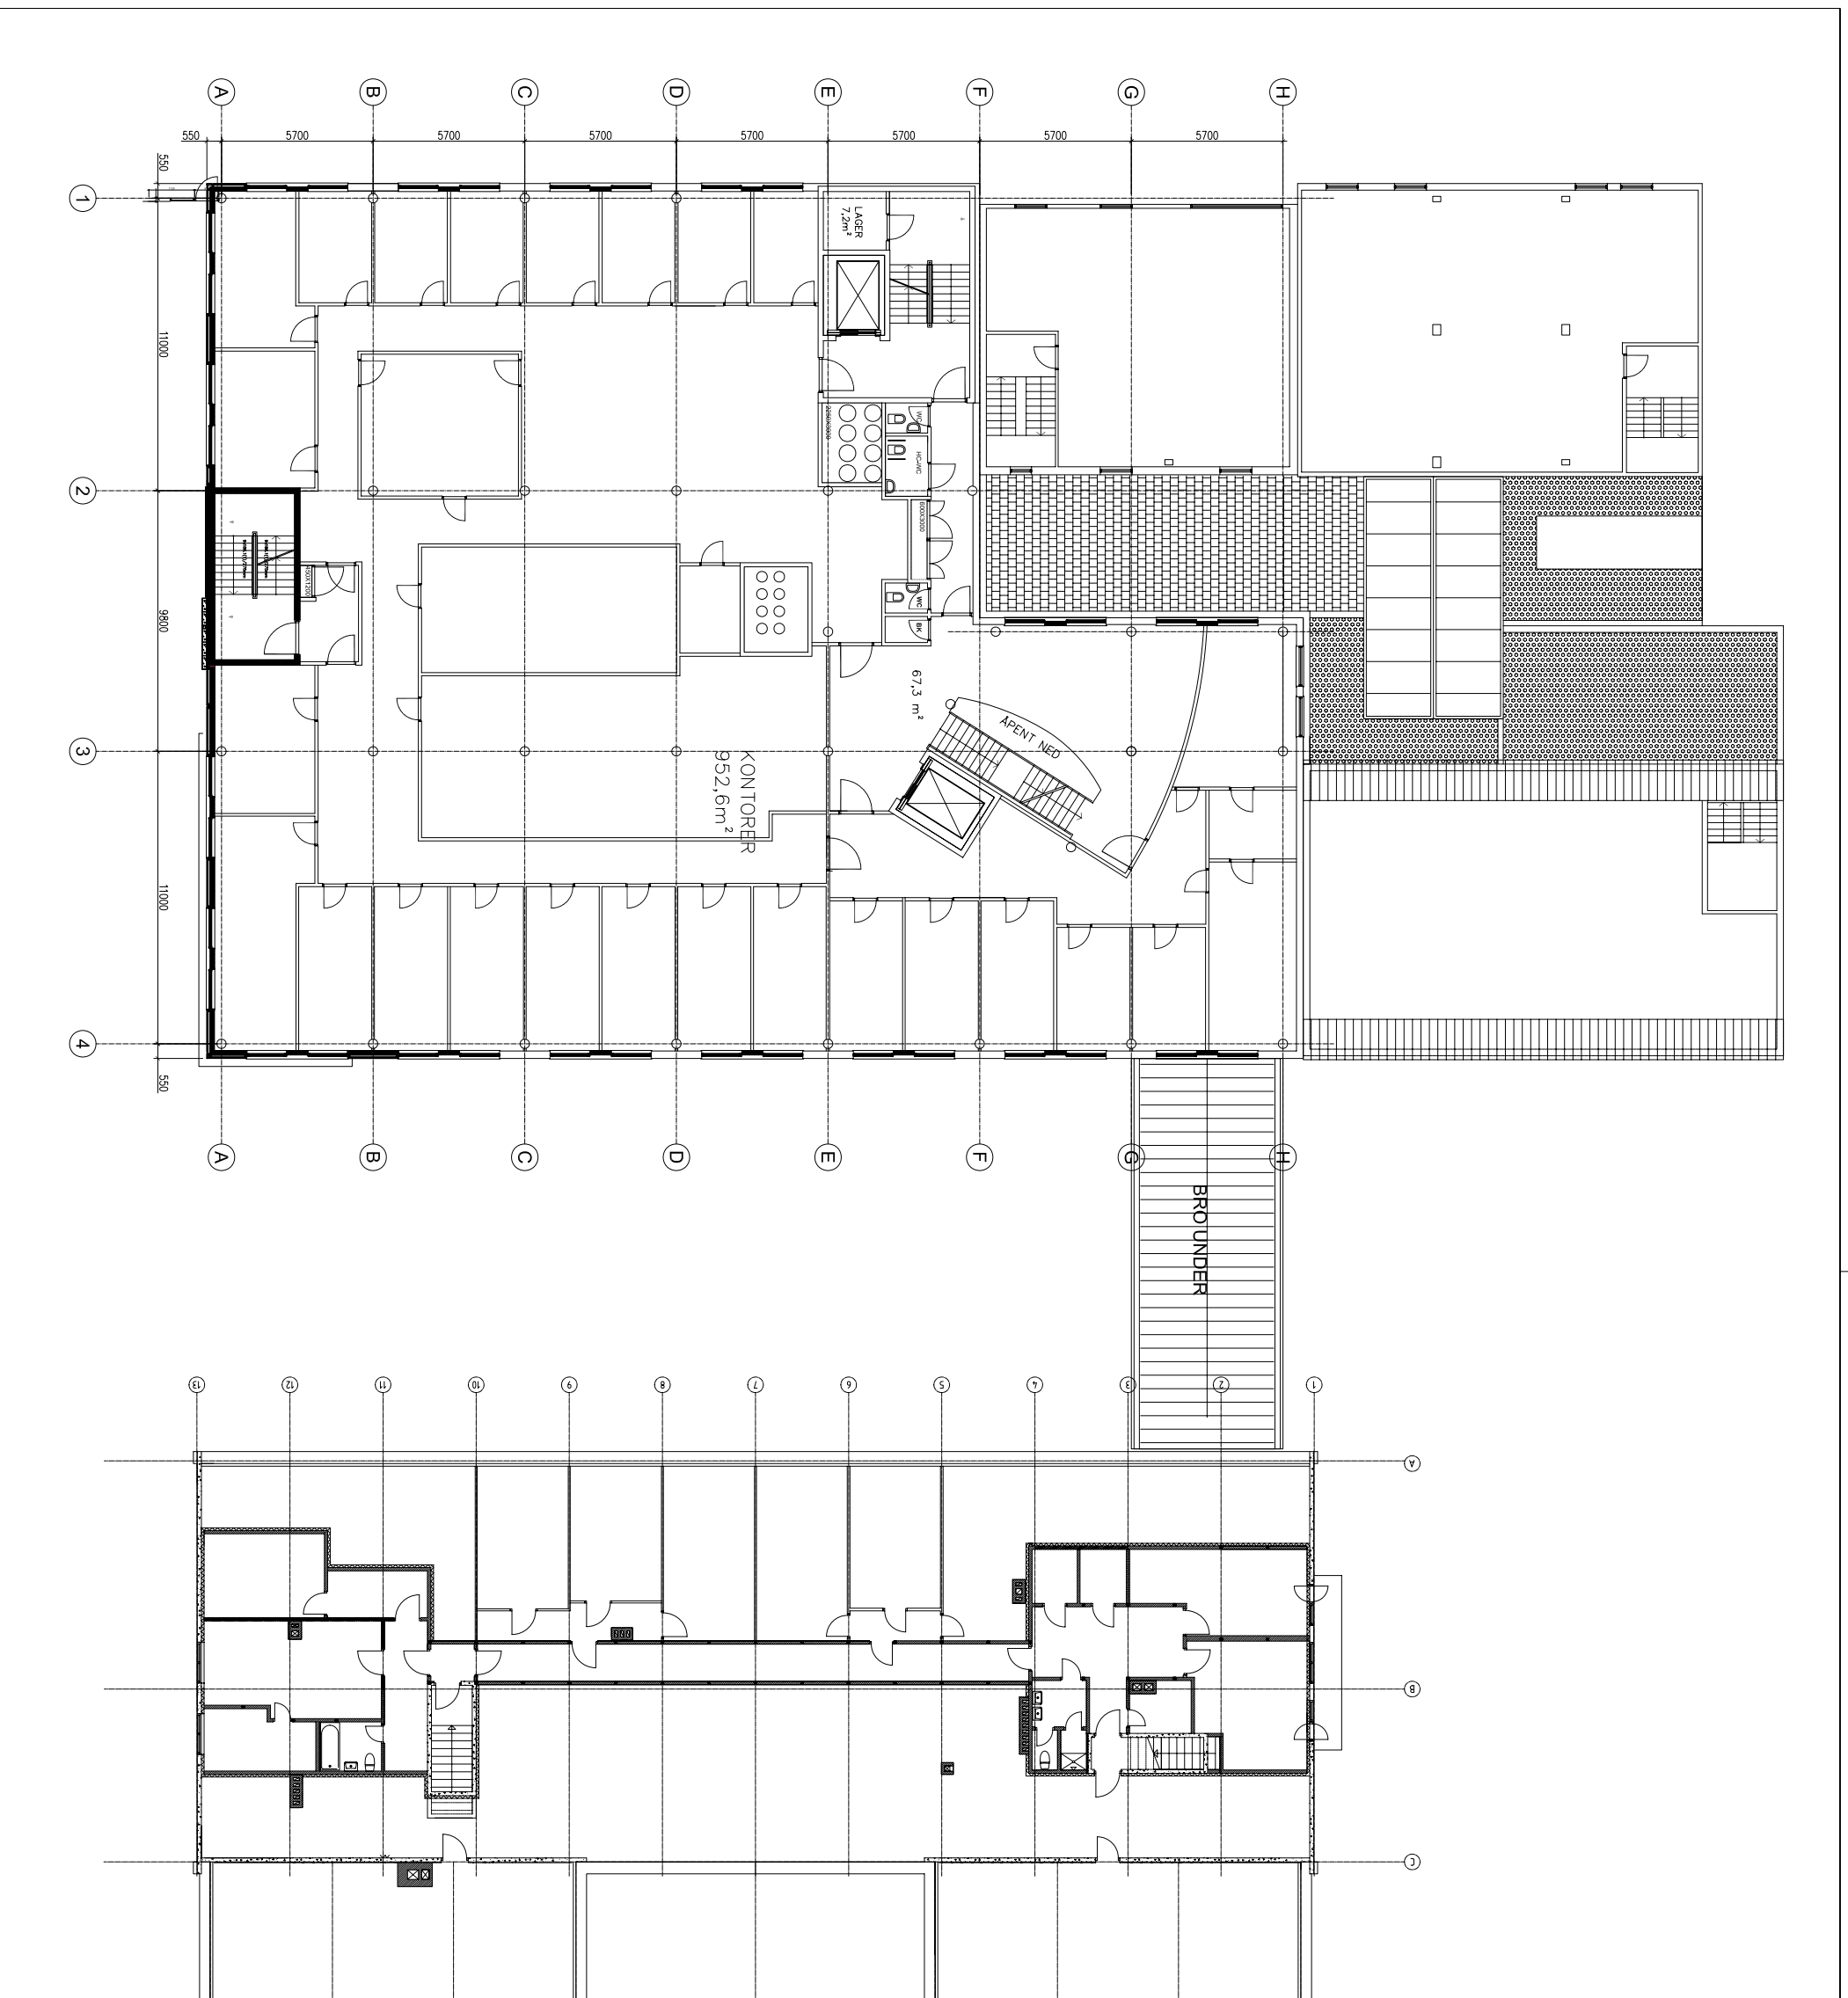 A B C D E F G H
550 5700 5700 5700 5700 5700 5700 5700
550
1
LAGER
7,2m²
11000
2250X3900
WC
HC-WC
2
600X3000
WC
BK
9800
67,3 m²
ÅPENT NED
3
KONTORER
952,6m²
11000
4
550
A B C D E F G H
BRO UNDER
13 12 11 10 9 8 7 6 5 4 3 2 1
A
B
C